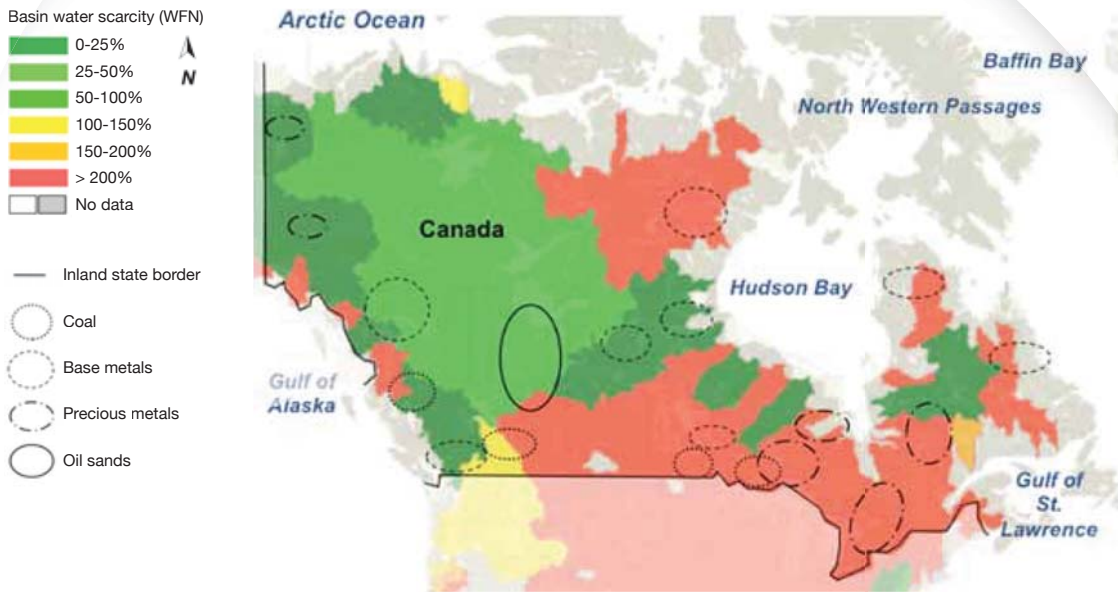 Basin water scarcity (WFN)
0-25%
25-50%
50-100%
100-150%
150-200%
> 200%
No data
N
Inland state border
Coal
Base metals
Precious metals
Oil sands
Arctic Ocean
Baffin Bay
North Western Passages
Canada
Hudson Bay
Gulf of
Alaska
Gulf of
St.
Lawrence